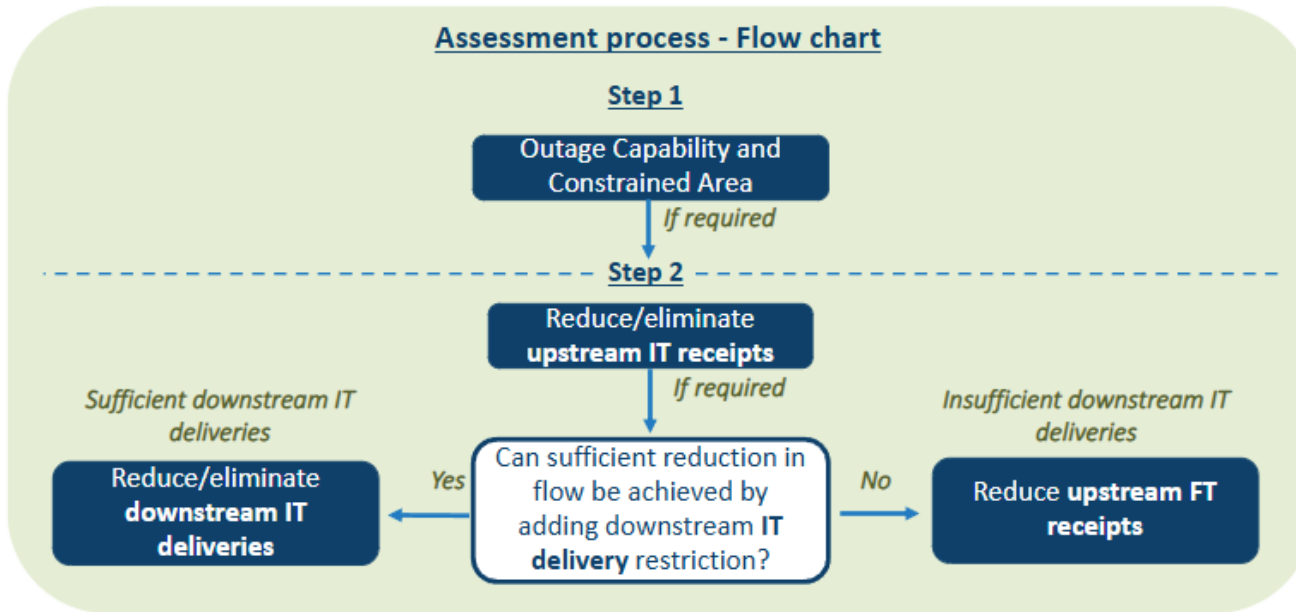 Assessment process - Flow chart
Step 1
Outage Capability and
Constrained Area
If required
Step 2
Reduce/eliminate
upstream IT receipts
If required
Sufficient downstream IT
deliveries
Reduce/eliminate
downstream IT
deliveries
Yes
Can sufficient reduction in
flow be achieved by
adding downstream IT
delivery restriction?
No
Insufficient downstream IT
deliveries
Reduce upstream FT
receipts